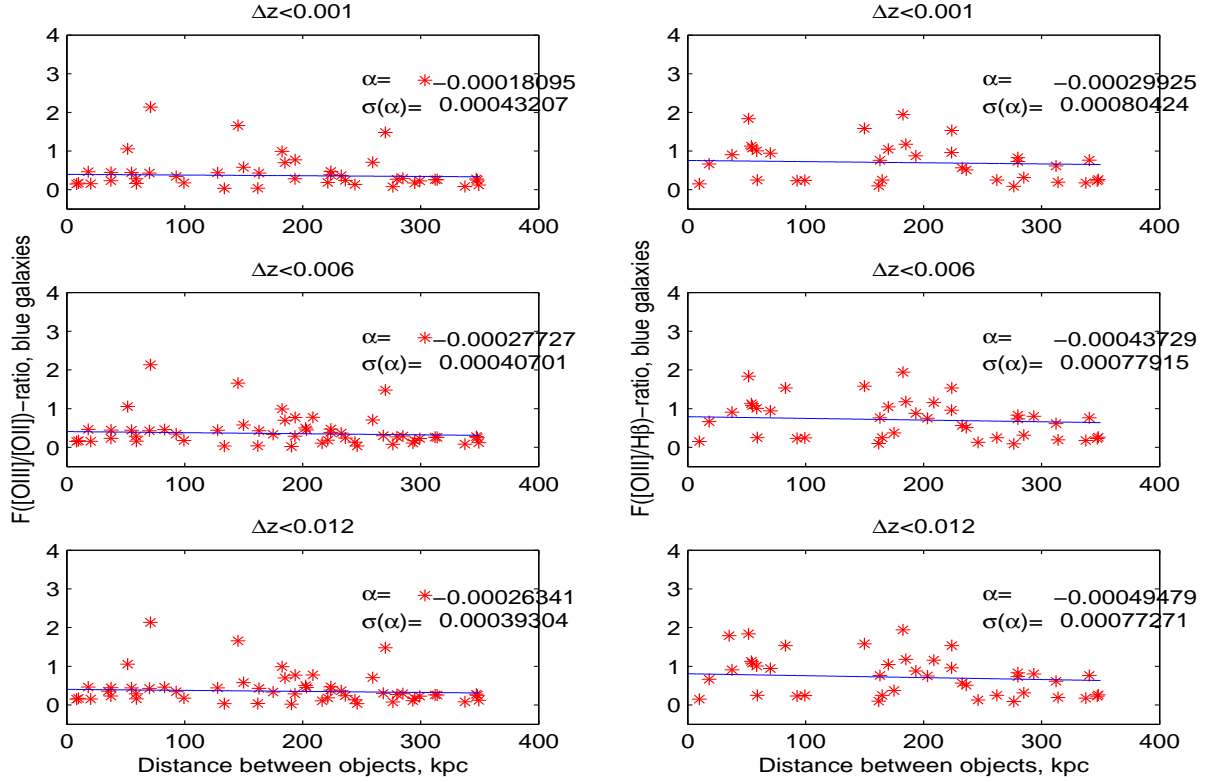 Δz<0.001
4
3
2
1
0
α= −0.00018095
σ(α)= 0.00043207
0 100 200 300 400
Δz<0.001
4
3
2
1
0
α= −0.00029925
σ(α)= 0.00080424
0 100 200 300 400
F([OIII]/[OII])−ratio, blue galaxies
Δz<0.006
4
3
2
1
0
α= −0.00027727
σ(α)= 0.00040701
0 100 200 300 400
F([OIII]/Hβ)−ratio, blue galaxies
Δz<0.006
4
3
2
1
0
α= −0.00043729
σ(α)= 0.00077915
0 100 200 300 400
Δz<0.012
4
3
2
1
0
α= −0.00026341
σ(α)= 0.00039304
0 100 200 300 400
Distance between objects, kpc
Δz<0.012
4
3
2
1
0
α= −0.00049479
σ(α)= 0.00077271
0 100 200 300 400
Distance between objects, kpc